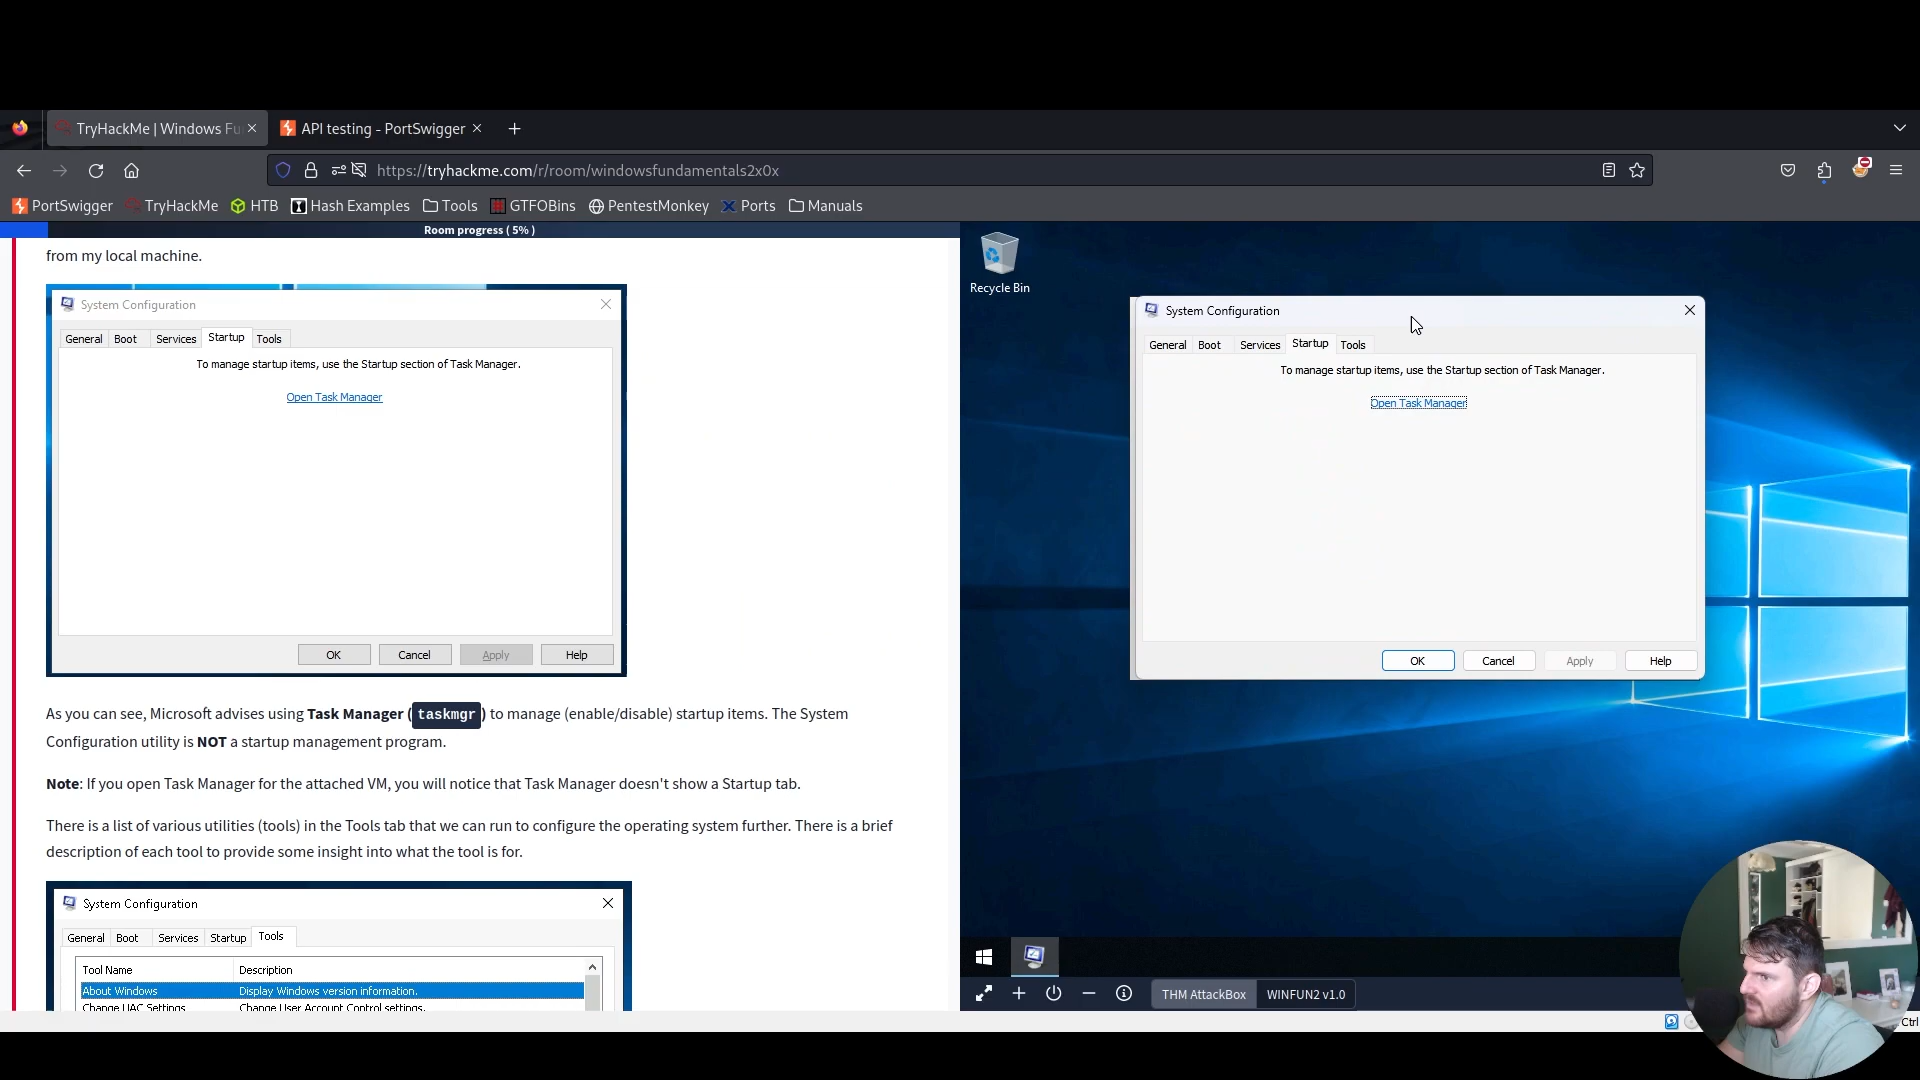 TryHackMe | Windows Fu
API testing - PortSwigger
https://tryhackme.com/r/room/windowsfundamentals2x0x
PortSwigger TryHackMe HTB Hash Examples Tools GTFOBins PentestMonkey Ports Manuals
Room progress ( 5% )
from my local machine.
System Configuration
General Boot Services Startup Tools
To manage startup items, use the Startup section of Task Manager.
Open Task Manager
OK Cancel Apply Help
As you can see, Microsoft advises using Task Manager (taskmgr) to manage (enable/disable) startup items. The System
Configuration utility is NOT a startup management program.
Note: If you open Task Manager for the attached VM, you will notice that Task Manager doesn't show a Startup tab.
There is a list of various utilities (tools) in the Tools tab that we can run to configure the operating system further. There is a brief
description of each tool to provide some insight into what the tool is for.
System Configuration
General Boot Services Startup Tools
Tool Name Description
About Windows Display Windows version information.
Change UAC Settings Change User Account Control settings.
Recycle Bin
System Configuration
General Boot Services Startup Tools
To manage startup items, use the Startup section of Task Manager.
Open Task Manager
OK Cancel Apply Help
THM AttackBox WINFUN2 v1.0
Ctrl